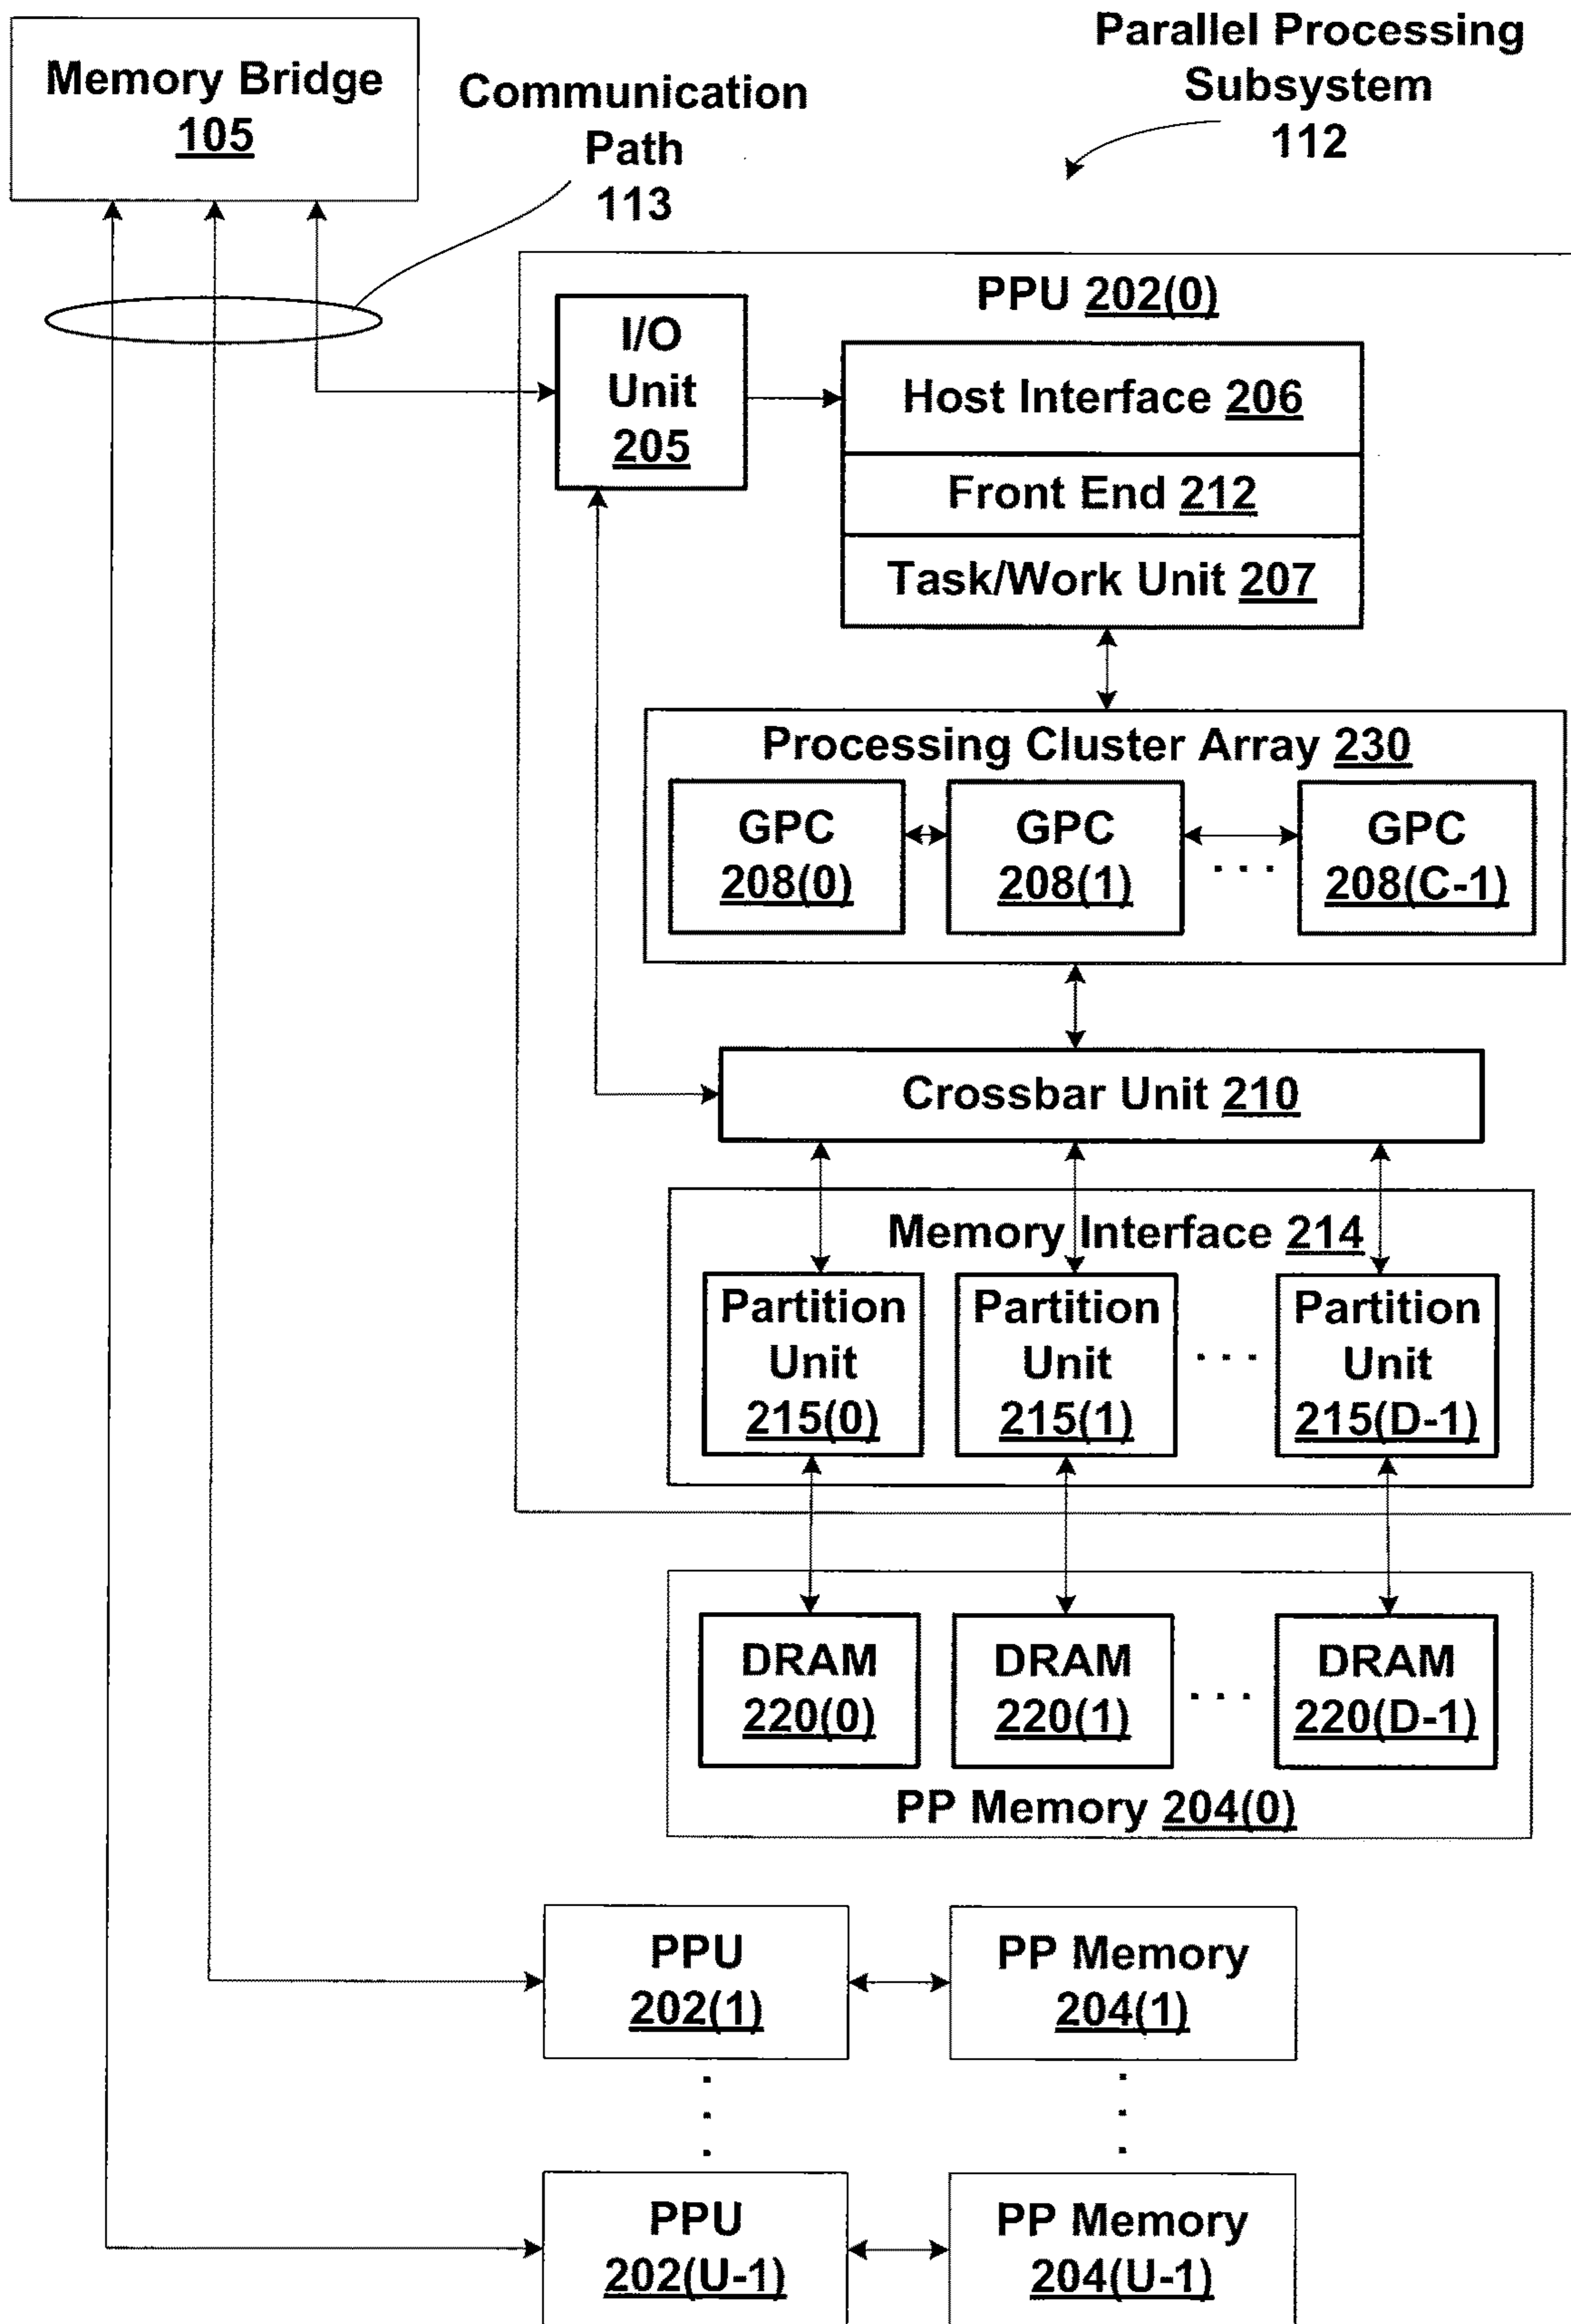 Memory Bridge
105
Communication
Path
113
Parallel Processing
Subsystem
112
PPU 202(0)
I/O
Unit
205
Host Interface 206
Front End 212
Task/Work Unit 207
Processing Cluster Array 230
GPC
208(0)
GPC
208(1)
. . .
GPC
208(C-1)
Crossbar Unit 210
Memory Interface 214
Partition
Unit
215(0)
Partition
Unit
215(1)
. . .
Partition
Unit
215(D-1)
DRAM
220(0)
DRAM
220(1)
. . .
DRAM
220(D-1)
PP Memory 204(0)
PPU
202(1)
PP Memory
204(1)
PPU
202(U-1)
PP Memory
204(U-1)